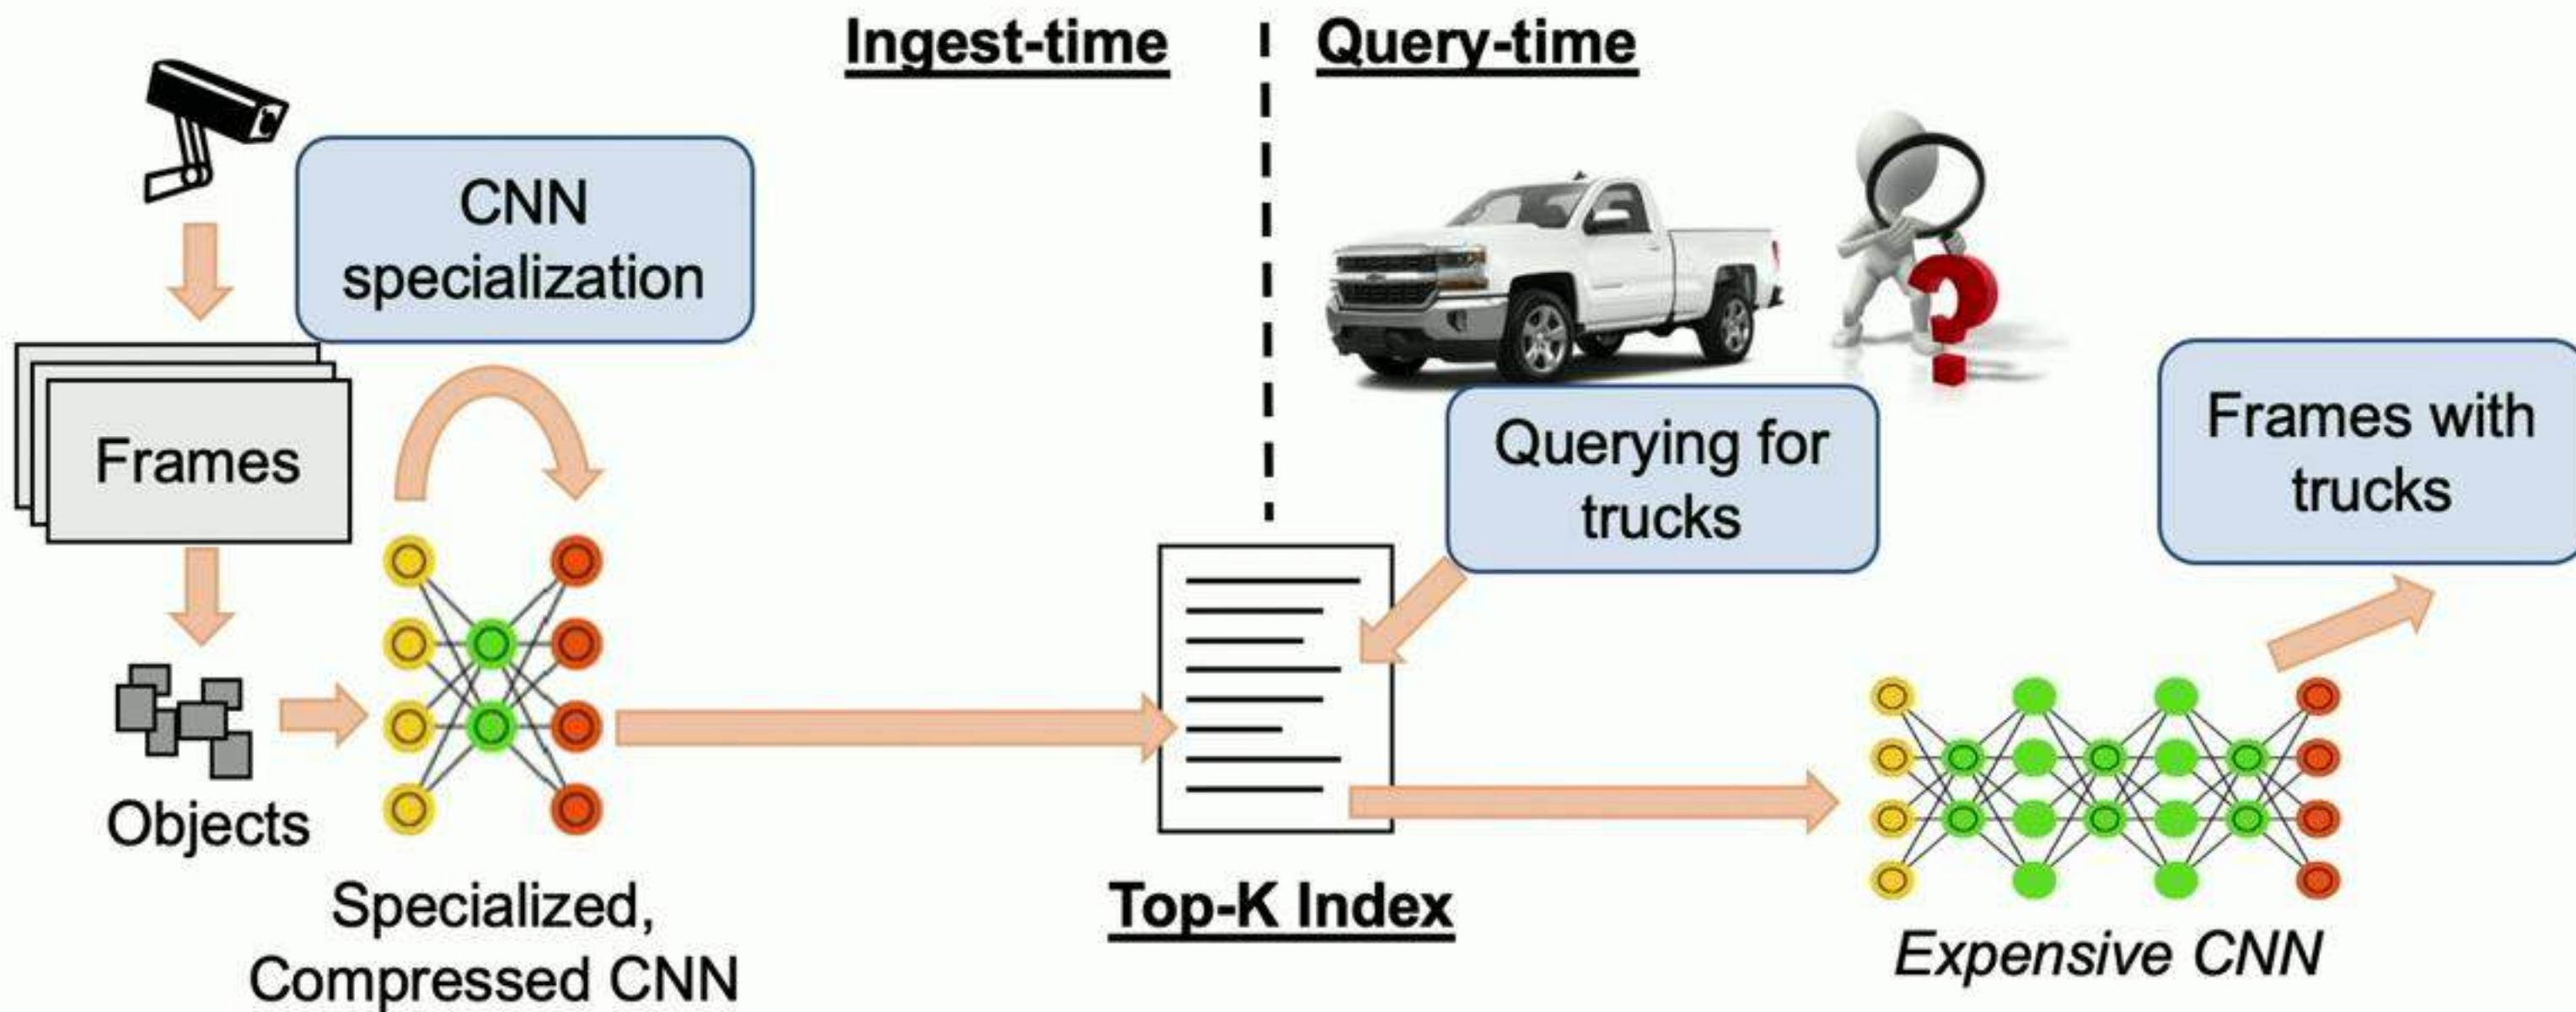 Ingest-time
Query-time
CNN
specialization
Frames
Querying for
trucks
Frames with
trucks
Objects
Specialized,
Compressed CNN
Top-K Index
Expensive CNN